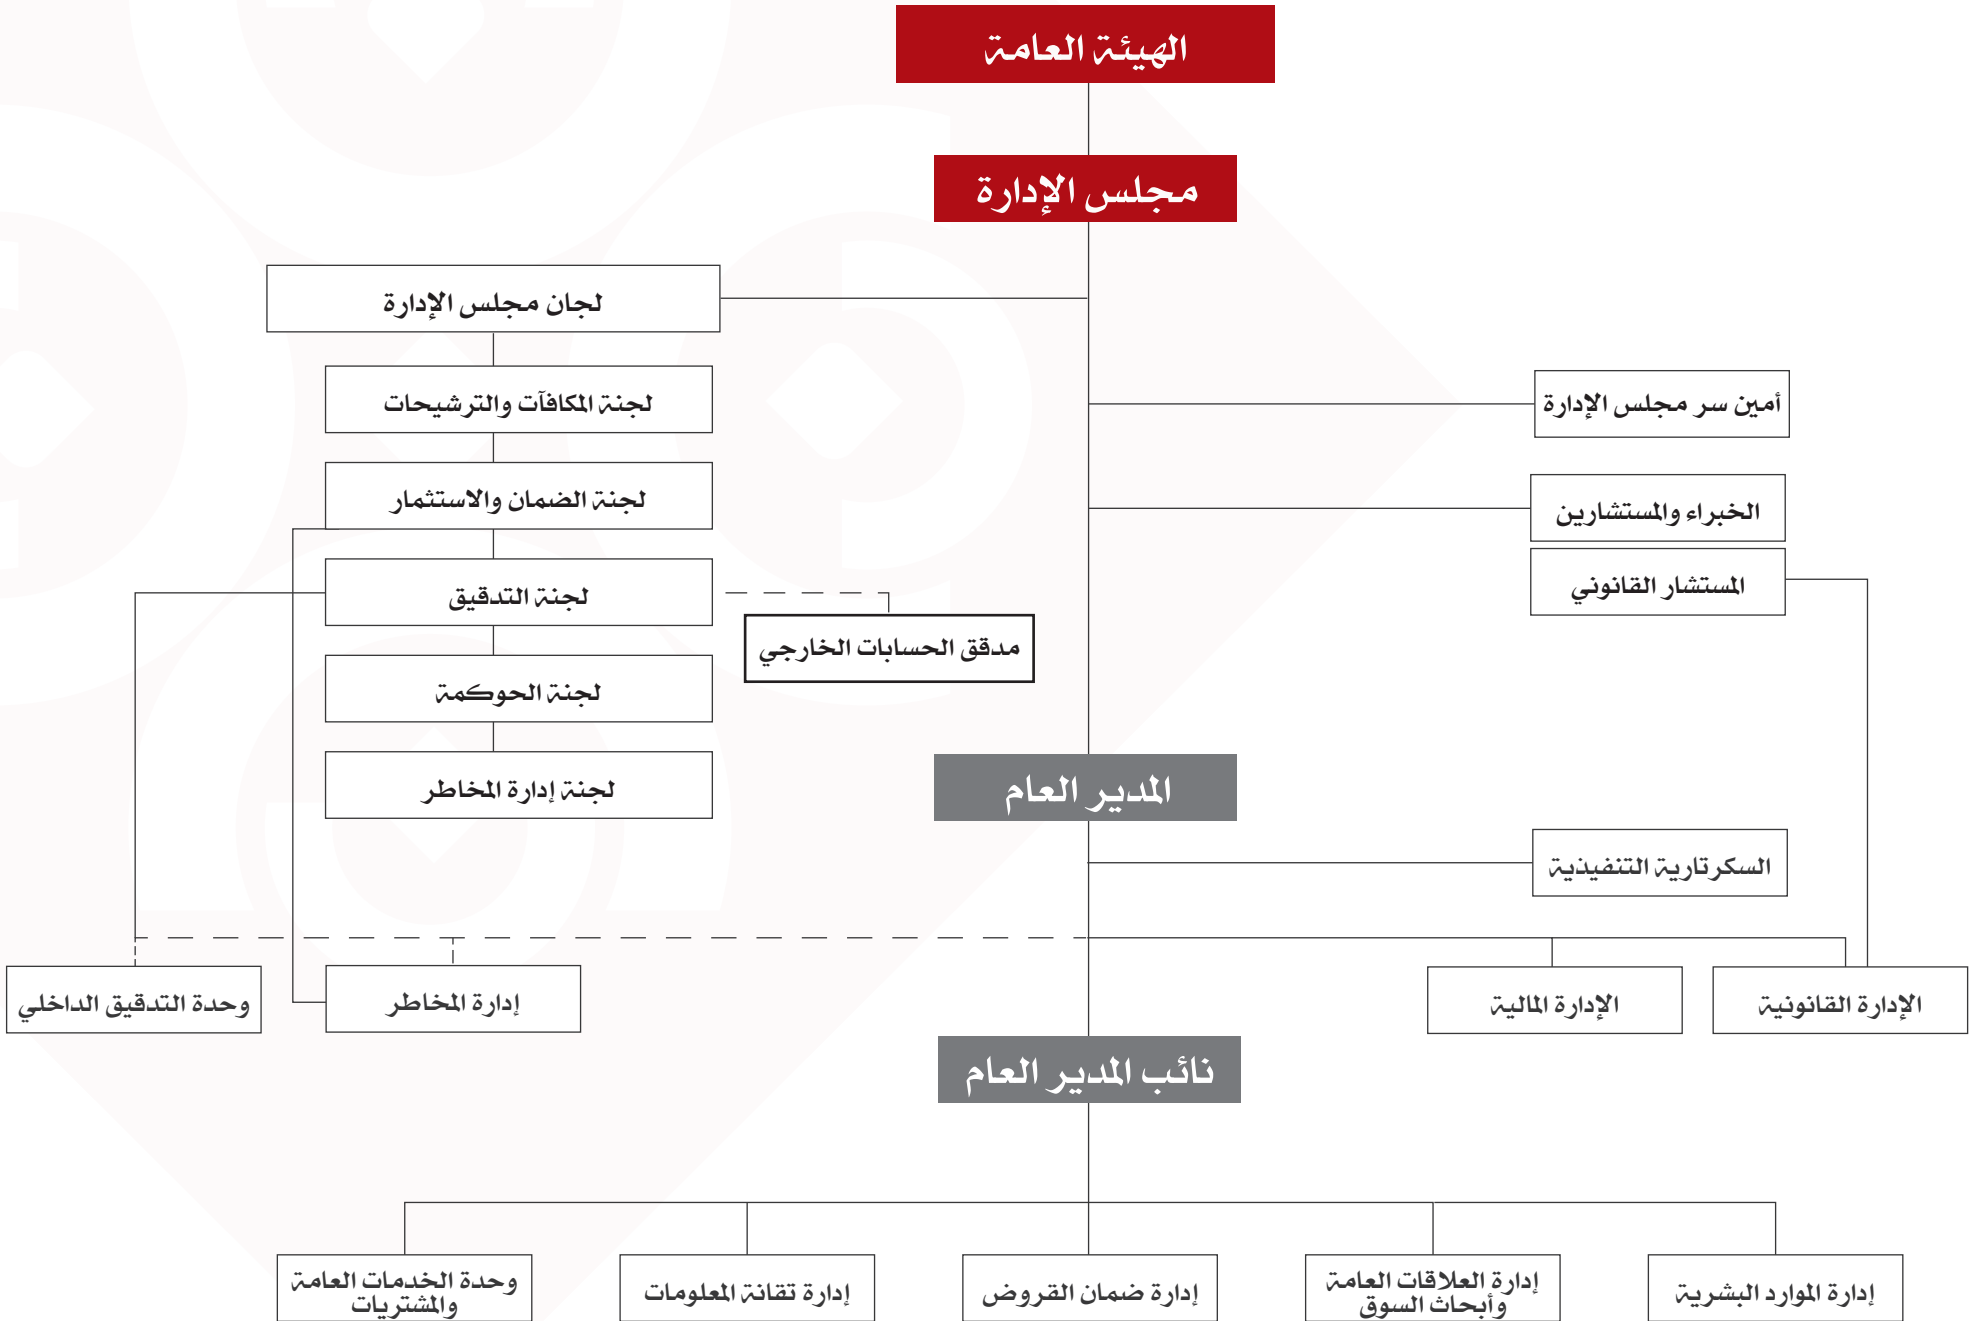 الهيئة العامة
مجلس الإدارة
لجان مجلس الإدارة
لجنة المكافآت والترشيحات
أمين سر مجلس الإدارة
لجنة الضمان والاستثمار
الخبراء والمستشارين
لجنة التدقيق
المستشار القانوني
مدقق الحسابات الخارجي
لجنة الحوكمة
لجنة إدارة المخاطر
المدير العام
السكرتارية التنفيذية
الإدارة القانونية
الإدارة المالية
إدارة المخاطر
وحدة التدقيق الداخلي
نائب المدير العام
إدارة الموارد البشرية
إدارة العلاقات العامة
وأبحاث السوق
إدارة ضمان القروض
إدارة تقانة المعلومات
وحدة الخدمات العامة
والمشتريات